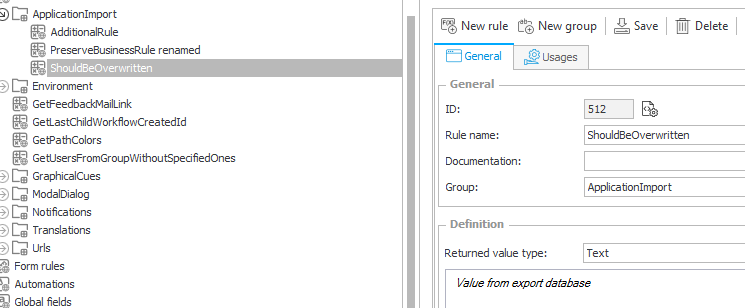 ApplicationImport
AdditionalRule
PreserveBusinessRule renamed
ShouldBeOverwritten
Environment
GetFeedbackMailLink
GetLastChildWorkflowCreatedId
GetPathColors
GetUsersFromGroupWithoutSpecifiedOnes
GraphicalCues
ModalDialog
Notifications
Translations
Urls
Form rules
Automations
Global fields
New rule New group Save Delete
General Usages
General
ID: 512
Rule name: ShouldBeOverwritten
Documentation:
Group: ApplicationImport
Definition
Returned value type: Text
Value from export database